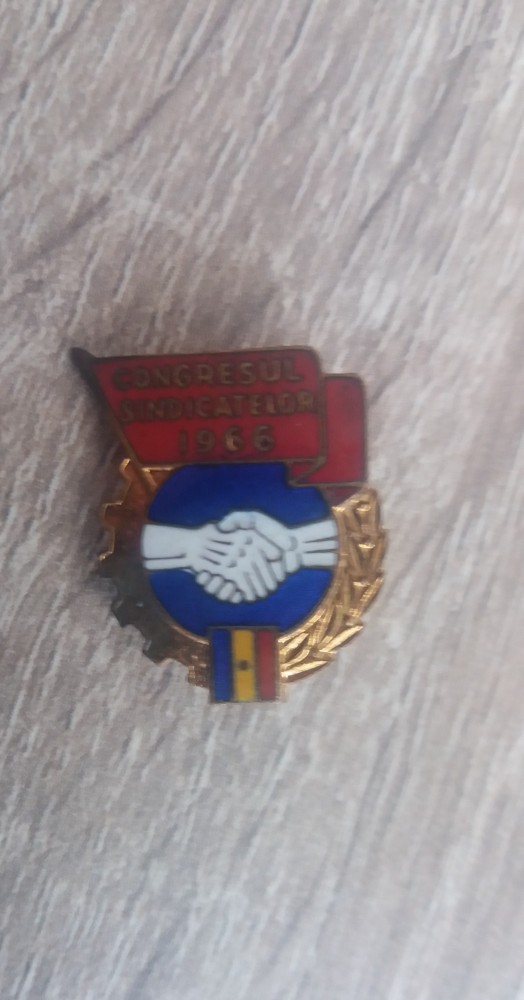 CONGRESUL
SINDICATELOR
1966